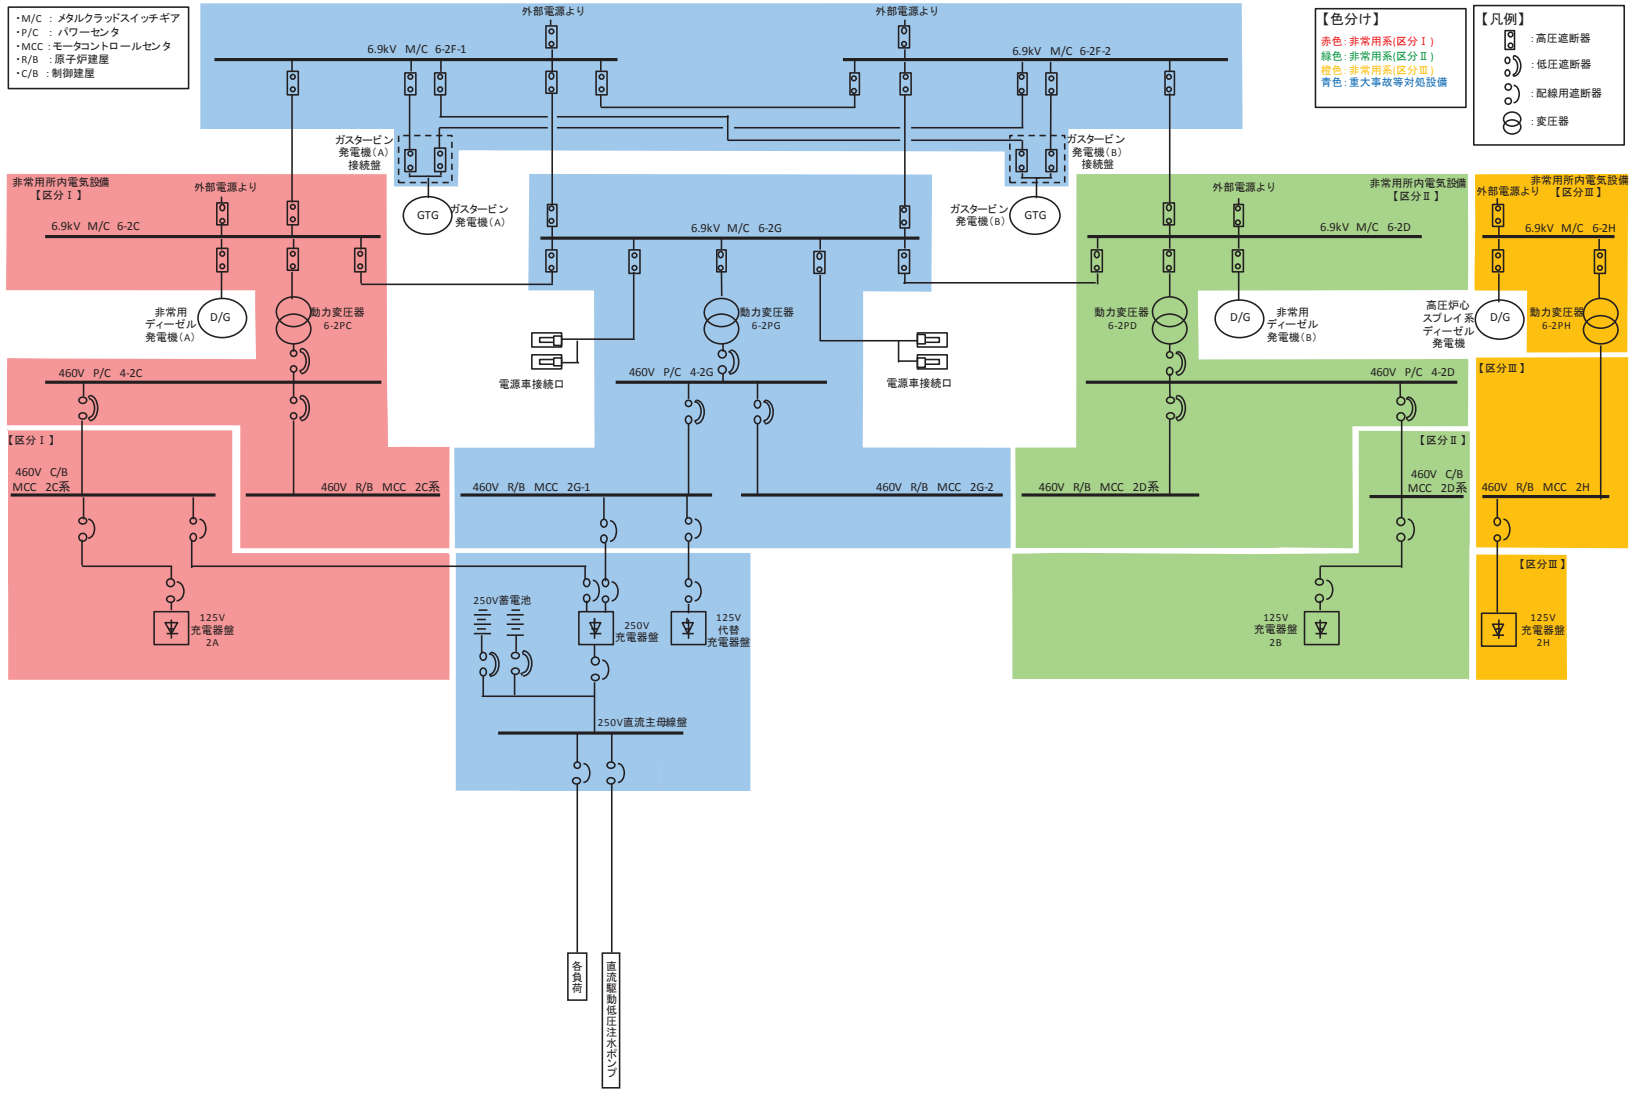 ・M/C ： メタルクラッドスイッチギア
・P/C ： パワーセンタ
・MCC：モータコントロールセンタ
・R/B ：原子炉建屋
・C/B ：制御建屋
外部電源より
外部電源より
【色分け】
赤色：非常用系(区分Ⅰ)
緑色：非常用系(区分Ⅱ)
橙色：非常用系(区分Ⅲ)
青色：重大事故等対処設備
【凡例】
：高圧遮断器
：低圧遮断器
：配線用遮断器
：変圧器
6.9kV M/C 6-2F-1
6.9kV M/C 6-2F-2
ガスタービン
発電機(A)
接続盤
ガスタービン
発電機(B)
接続盤
非常用所内電気設備
【区分Ⅰ】
外部電源より
6.9kV M/C 6-2C
GTG
ガスタービン
発電機(A)
6.9kV M/C 6-2G
ガスタービン
発電機(B)
GTG
外部電源より
非常用所内電気設備
【区分Ⅱ】
6.9kV M/C 6-2D
非常用所内電気設備
【区分Ⅲ】
外部電源より
6.9kV M/C 6-2H
非常用
ディーゼル
発電機(A)
D/G
動力変圧器
6-2PC
動力変圧器
6-2PG
動力変圧器
6-2PD
D/G
非常用
ディーゼル
発電機(B)
高圧炉心
スプレイ系
ディーゼル
発電機
D/G
動力変圧器
6-2PH
電源車接続口
電源車接続口
460V P/C 4-2C
460V P/C 4-2G
460V P/C 4-2D
【区分Ⅲ】
【区分Ⅰ】
460V C/B
MCC 2C系
460V R/B MCC 2C系
460V R/B MCC 2G-1
460V R/B MCC 2G-2
460V R/B MCC 2D系
【区分Ⅱ】
460V C/B
MCC 2D系
460V R/B MCC 2H
【区分Ⅲ】
125V
充電器盤
2A
250V蓄電池
250V
充電器盤
125V
代替
充電器盤
125V
充電器盤
2B
125V
充電器盤
2H
250V直流主母線盤
各負荷
直流駆動低圧注水ポンプ